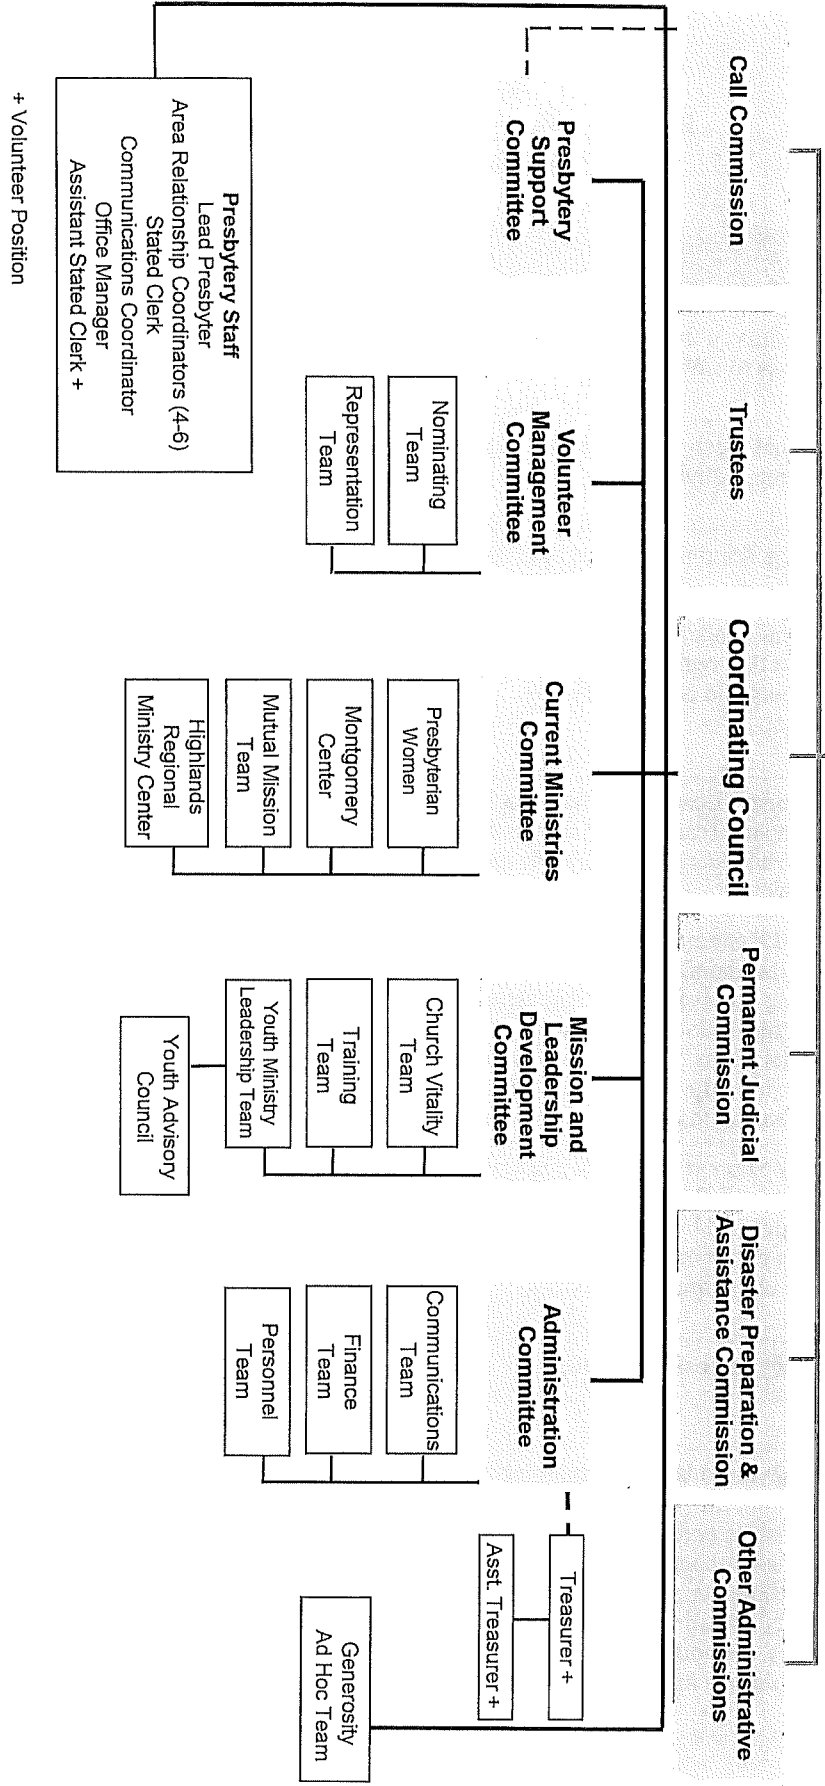 Call Commission
Trustees
Coordinating Council
Permanent Judicial
Commission
Disaster Preparation &
Assistance Commission
Other Administrative
Commissions
Presbytery
Support
Committee
Volunteer
Management
Committee
Nominating
Team
Representation
Team
Current Ministries
Committee
Presbyterian
Women
Montgomery
Center
Mutual Mission
Team
Highlands
Regional
Ministry Center
Mission and
Leadership
Development
Committee
Church Vitality
Team
Training
Team
Youth Ministry
Leadership Team
Youth Advisory
Council
Administration
Committee
Communications
Team
Finance
Team
Personnel
Team
Treasurer +
Asst. Treasurer +
Generosity
Ad Hoc Team
Presbytery Staff
Lead Presbyter
Area Relationship Coordinators (4-6)
Stated Clerk
Communications Coordinator
Office Manager
Assistant Stated Clerk +
+ Volunteer Position